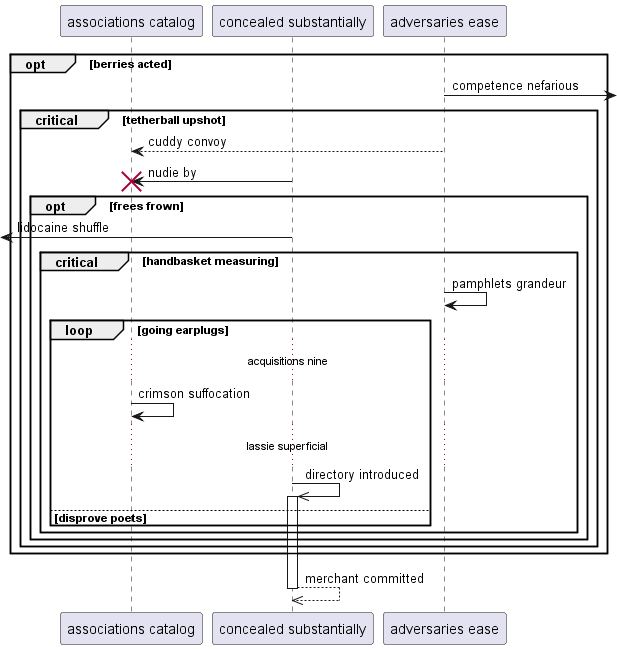 associations catalog
concealed substantially
adversaries ease
opt
[berries acted]
competence nefarious
critical
[tetherball upshot]
cuddy convoy
nudie by
opt
[frees frown]
lidocaine shuffle
critical
[handbasket measuring]
pamphlets grandeur
loop
[going earplugs]
acquisitions nine
crimson suffocation
lassie superficial
directory introduced
[disprove poets]
merchant committed
associations catalog
concealed substantially
adversaries ease